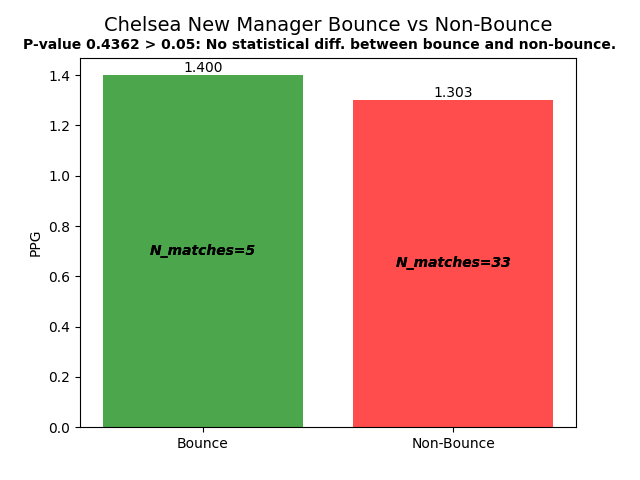 Chelsea New Manager Bounce vs Non-Bounce
P-value 0.4362 > 0.05: No statistical diff. between bounce and non-bounce.
1.400
1.303
1.4
1.2
1.0
0.8
0.6
0.4
0.2
0.0
PPG
N_matches=5
N_matches=33
Bounce
Non-Bounce